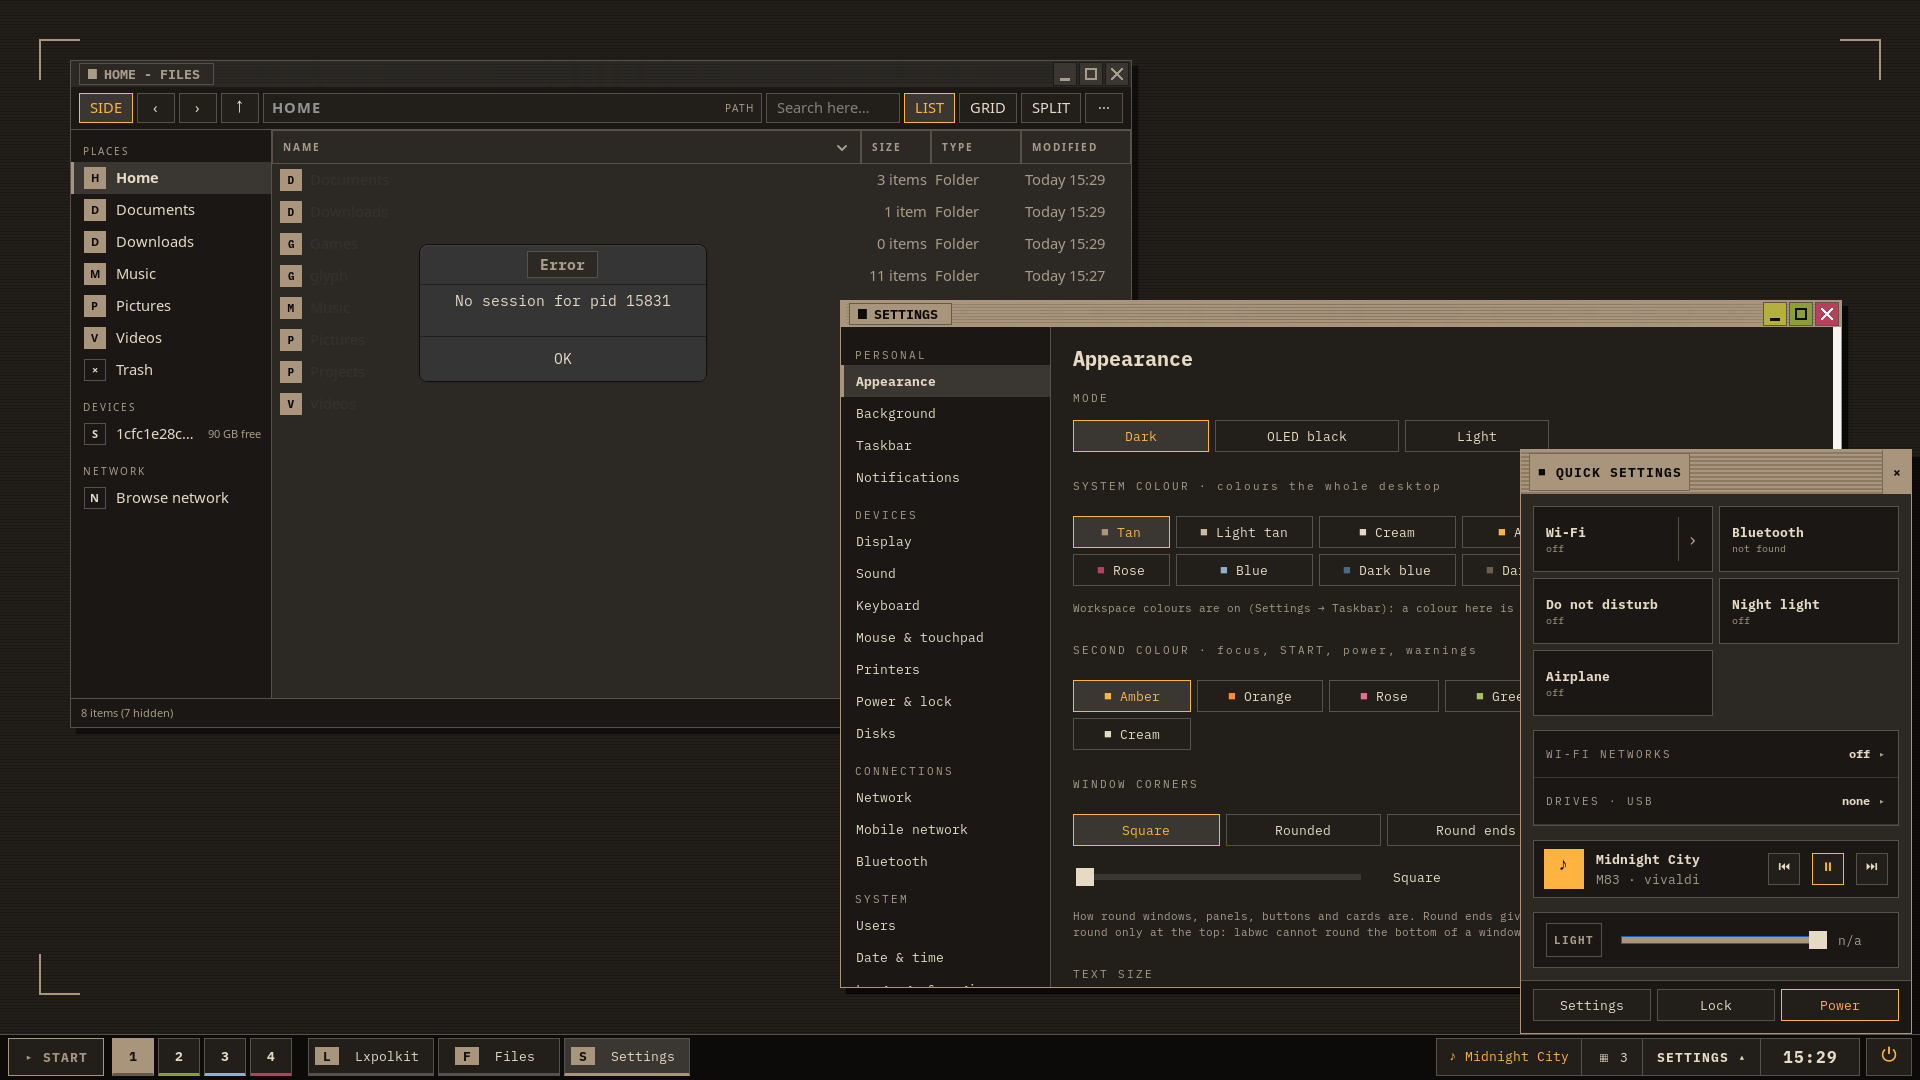 HOME - FILES
SIDE ‹ › ↑ HOME PATH Search here... LIST GRID SPLIT ···
PLACES
H Home
D Documents
D Downloads
M Music
P Pictures
V Videos
× Trash
DEVICES
S 1cfc1e28c... 90 GB free
NETWORK
N Browse network
NAME SIZE TYPE MODIFIED
D Documents 3 items Folder Today 15:29
D Downloads 1 item Folder Today 15:29
G Games 0 items Folder Today 15:29
G glyph 11 items Folder Today 15:27
M Music
P Pictures
P Projects
V Videos
8 items (7 hidden)
Error
No session for pid 15831
OK
SETTINGS
PERSONAL
Appearance
Background
Taskbar
Notifications
DEVICES
Display
Sound
Keyboard
Mouse & touchpad
Printers
Power & lock
Disks
CONNECTIONS
Network
Mobile network
Bluetooth
SYSTEM
Users
Date & time
Appearance
MODE
Dark OLED black Light
SYSTEM COLOUR · colours the whole desktop
Tan Light tan Cream
Rose Blue Dark blue
Workspace colours are on (Settings → Taskbar): a colour here is
SECOND COLOUR · focus, START, power, warnings
Amber Orange Rose
Cream
WINDOW CORNERS
Square Rounded Round ends
Square
How round windows, panels, buttons and cards are. Round ends
round only at the top: labwc cannot round the bottom of a window
TEXT SIZE
QUICK SETTINGS ×
Wi-Fi
off
›
Bluetooth
not found
Do not disturb
off
Night light
off
Airplane
off
WI-FI NETWORKS off ▸
DRIVES · USB none ▸
♪ Midnight City
M83 · vivaldi
LIGHT n/a
Settings Lock Power
▸ START 1 2 3 4 L Lxpolkit F Files S Settings ♪ Midnight City 3 SETTINGS ▴ 15:29